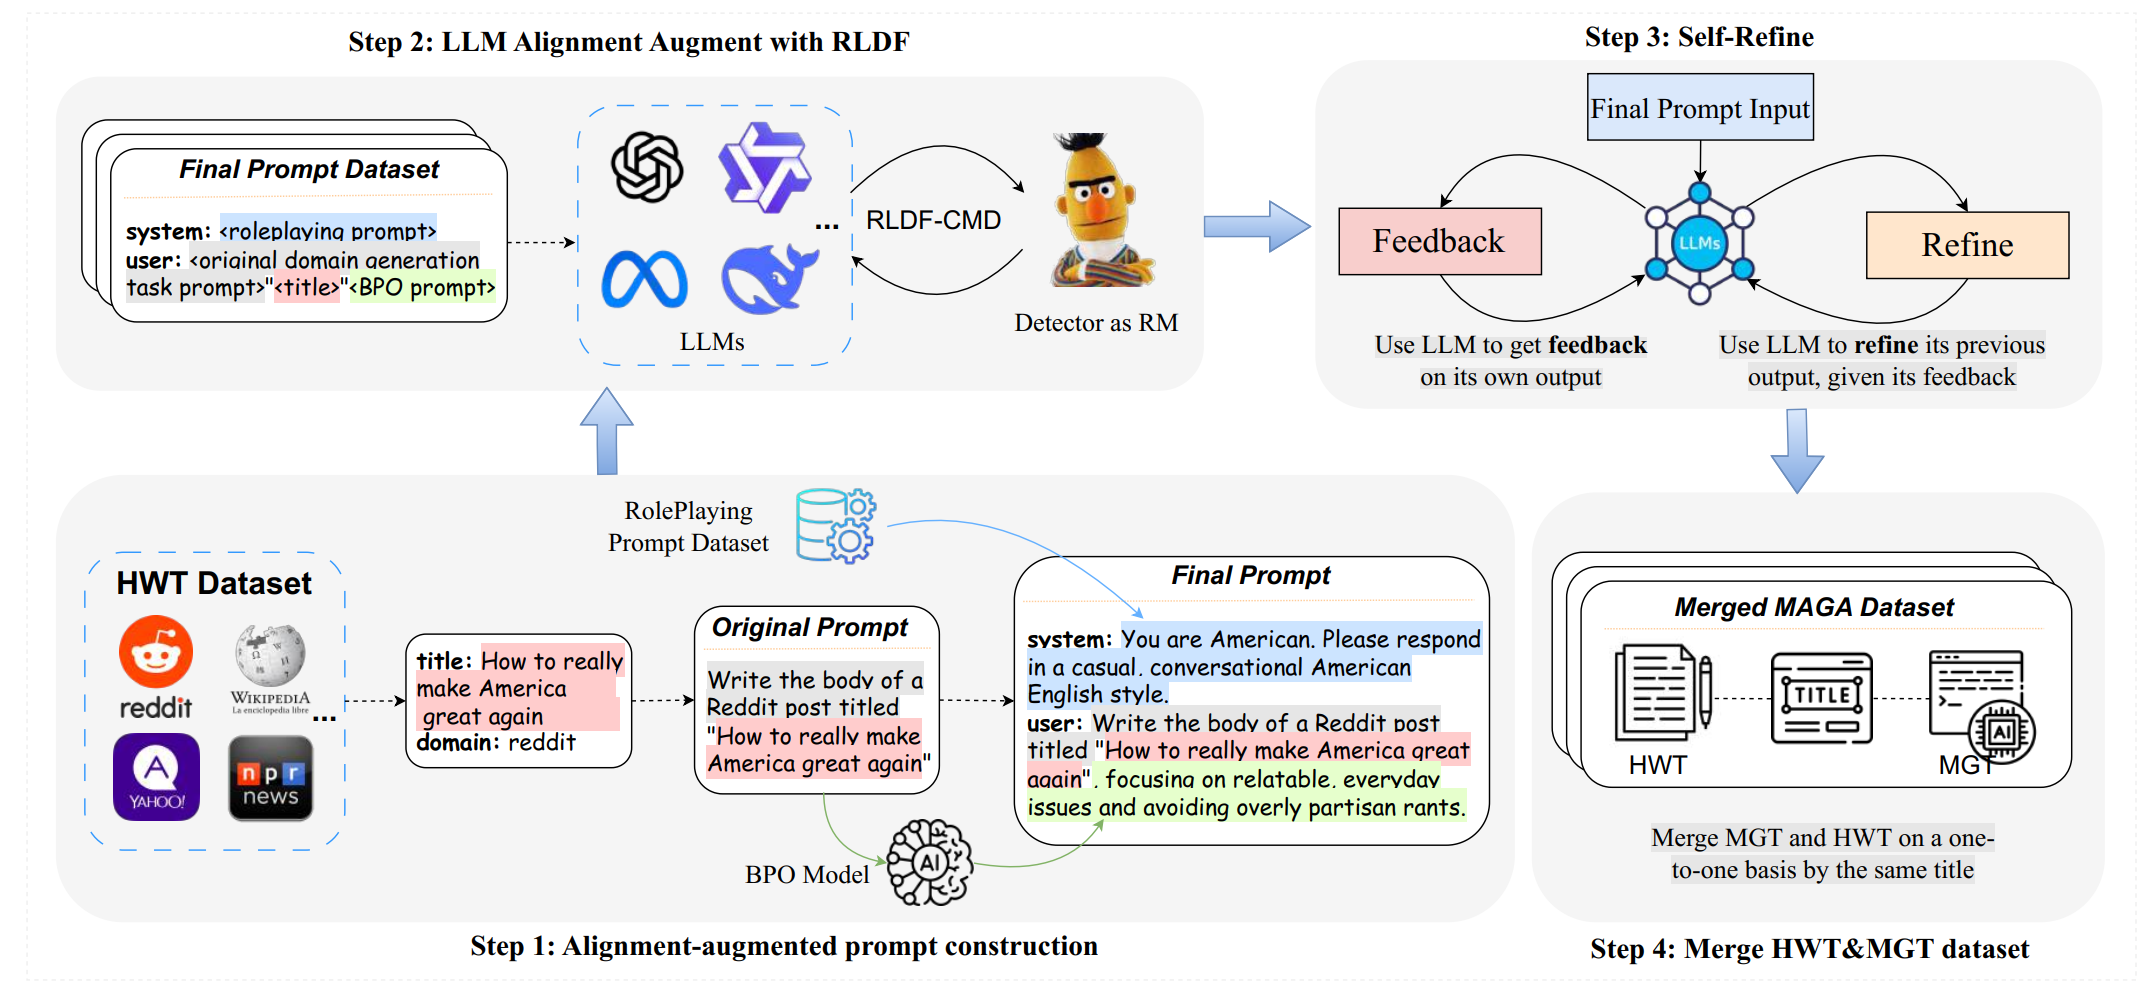 Step 2: LLM Alignment Augment with RLDF
Final Prompt Dataset
system: <roleplaying prompt>
user: <original domain generation
task prompt>"<title>"<BPO prompt>
...
LLMs
RLDF-CMD
Detector as RM
Step 3: Self-Refine
Final Prompt Input
Feedback
LLMs
Refine
Use LLM to get feedback
on its own output
Use LLM to refine its previous
output, given its feedback
RolePlaying
Prompt Dataset
HWT Dataset
reddit
WIKIPEDIA
La enciclopedia libre
...
YAHOO!
npr
news
title: How to really
make America
great again
domain: reddit
Original Prompt
Write the body of a
Reddit post titled
"How to really make
America great again"
BPO Model
AI
Final Prompt
system: You are American. Please respond
in a casual, conversational American
English style.
user: Write the body of a Reddit post
titled "How to really make America great
again", focusing on relatable, everyday
issues and avoiding overly partisan rants.
Step 1: Alignment-augmented prompt construction
Merged MAGA Dataset
TITLE
AI
HWT
MGT
Merge MGT and HWT on a one-
to-one basis by the same title
Step 4: Merge HWT&MGT dataset